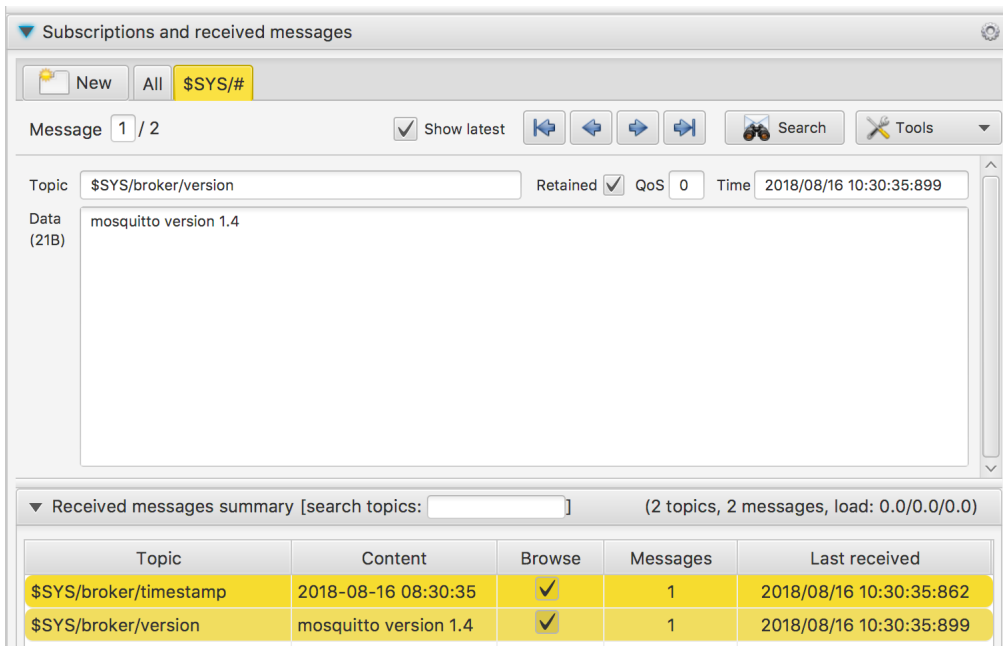 Subscriptions and received messages
New All $SYS/#
Message 1 / 2 Show latest Search Tools
Topic $SYS/broker/version Retained QoS 0 Time 2018/08/16 10:30:35:899
Data mosquitto version 1.4
(21B)
Received messages summary [search topics: ] (2 topics, 2 messages, load: 0.0/0.0/0.0)
Topic Content Browse Messages Last received
$SYS/broker/timestamp 2018-08-16 08:30:35 1 2018/08/16 10:30:35:862
$SYS/broker/version mosquitto version 1.4 1 2018/08/16 10:30:35:899